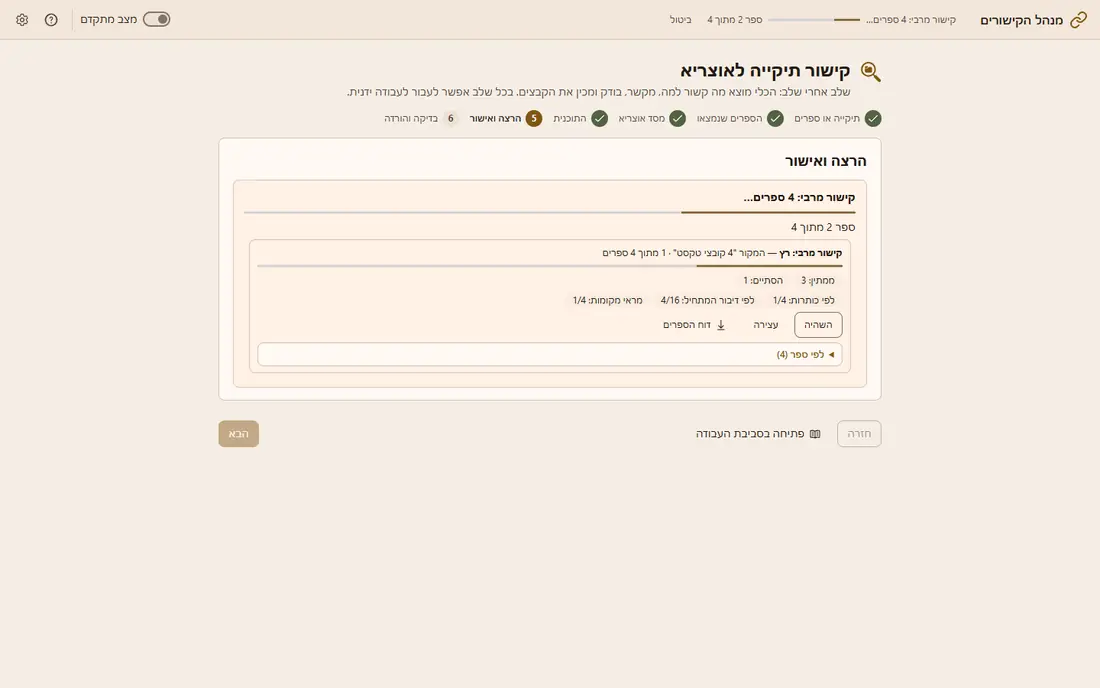 מנהל הקישורים
קישור מרבי: 4 ספרים...
ספר 2 מתוך 4
ביטול
מצב מתקדם
קישור תיקייה לאוצריא
שלב אחרי שלב: הכלי מוצא מה קשור למה, מקשר, בודק ומכין את הקבצים. בכל שלב אפשר לעבור לעבודה ידנית.
תיקייה או ספרים
הספרים שנמצאו
מסד אוצריא
התוכנית
5 הרצה ואישור
6 בדיקה והורדה
הרצה ואישור
קישור מרבי: 4 ספרים...
ספר 2 מתוך 4
קישור מרבי: רץ — המקור "4 קובצי טקסט" · 1 מתוך 4 ספרים
ממתין: 3 הסתיים: 1
לפי כותרות: 1/4 לפי דיבור המתחיל: 4/16 מראי מקומות: 1/4
השהיה
עצירה
דוח הספרים
לפי ספר (4)
חזרה
פתיחה בסביבת העבודה
הבא